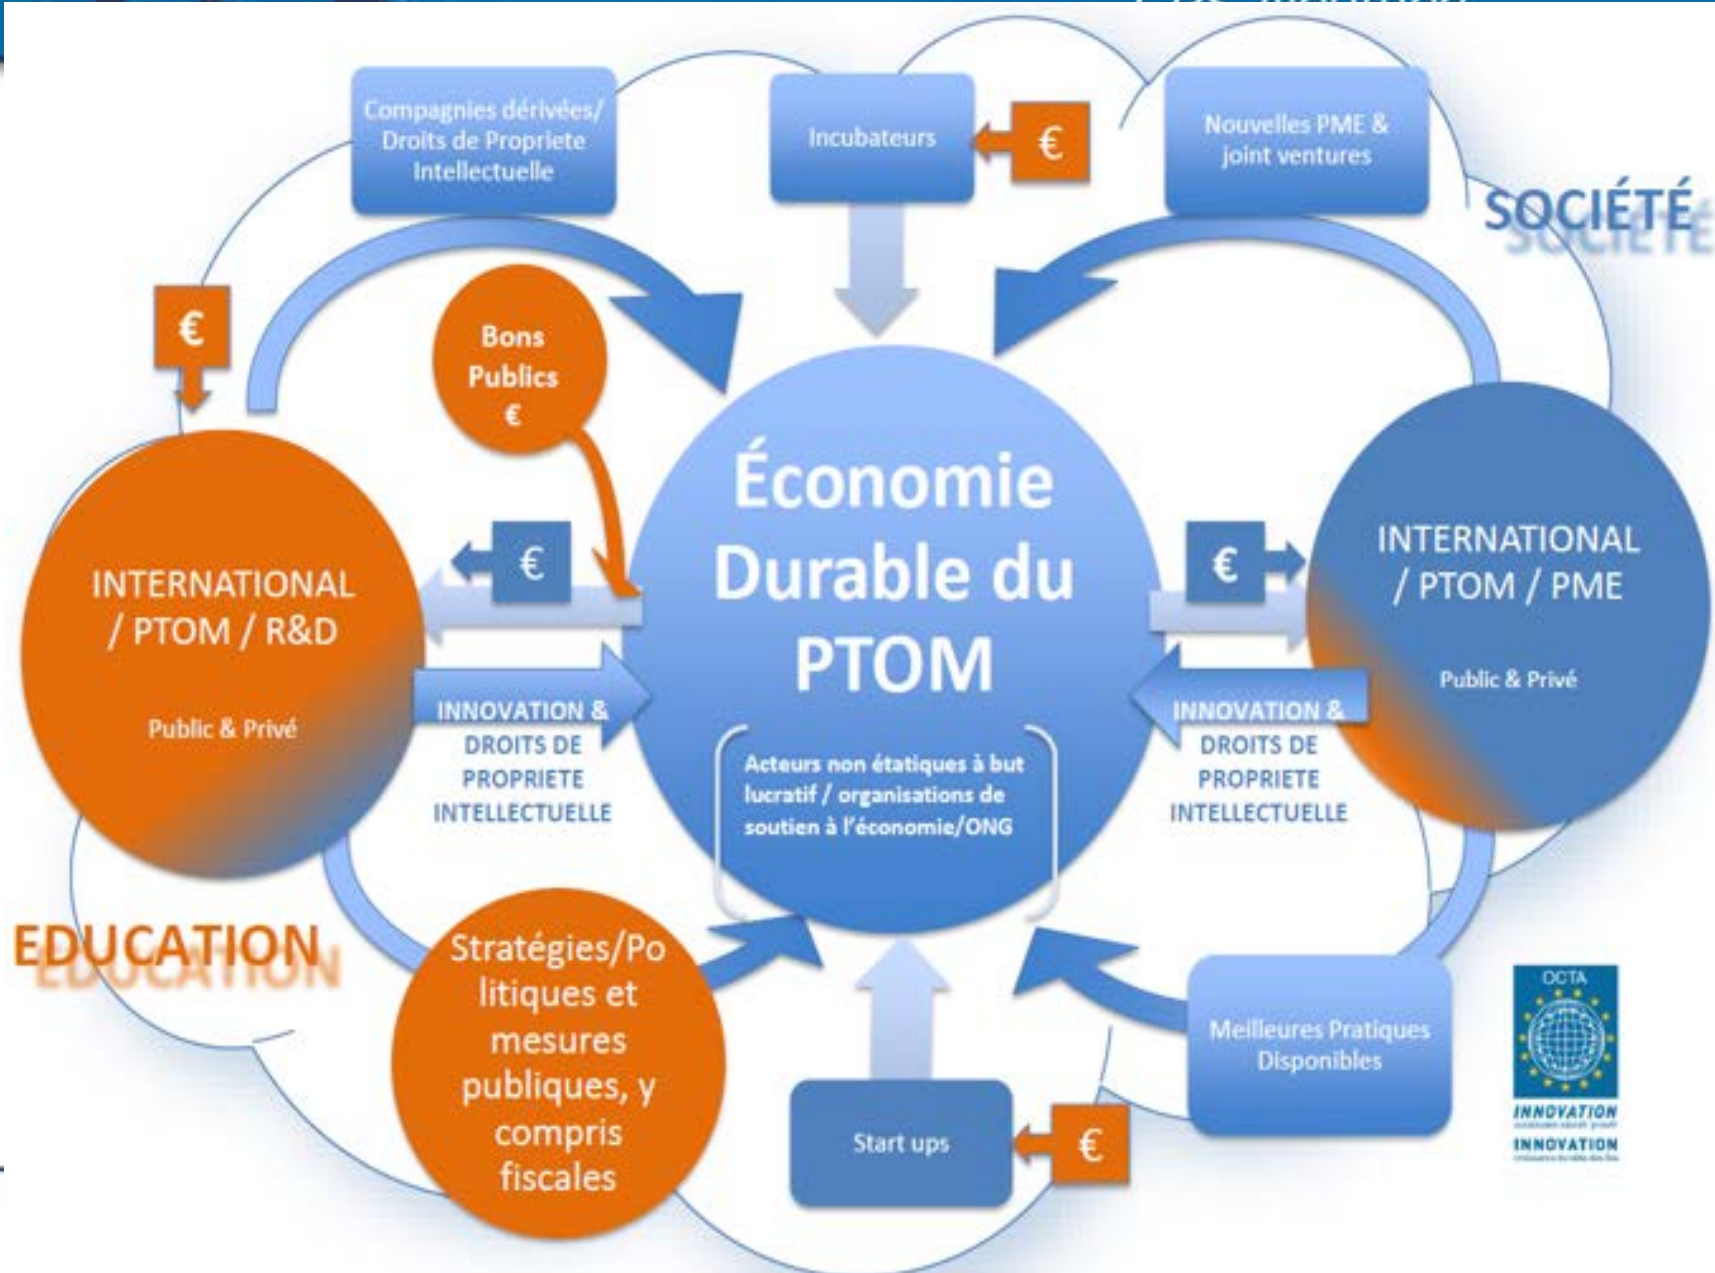 Compagnies dérivées/
Droits de Propriete
Intellectuelle
Incubateurs
€
Nouvelles PME &
joint ventures
SOCIÉTÉ
€
Bons
Publics
€
Économie
Durable du
PTOM
Acteurs non étatiques à but
lucratif / organisations de
soutien à l'économie/ONG
INTERNATIONAL
/ PTOM / R&D
Public & Privé
€
INNOVATION &
DROITS DE
PROPRIETE
INTELLECTUELLE
€
INNOVATION &
DROITS DE
PROPRIETE
INTELLECTUELLE
INTERNATIONAL
/ PTOM / PME
Public & Privé
EDUCATION
Stratégies/Po
litiques et
mesures
publiques, y
compris
fiscales
Start ups
€
Meilleures Pratiques
Disponibles
OCTA
INNOVATION
INNOVATION